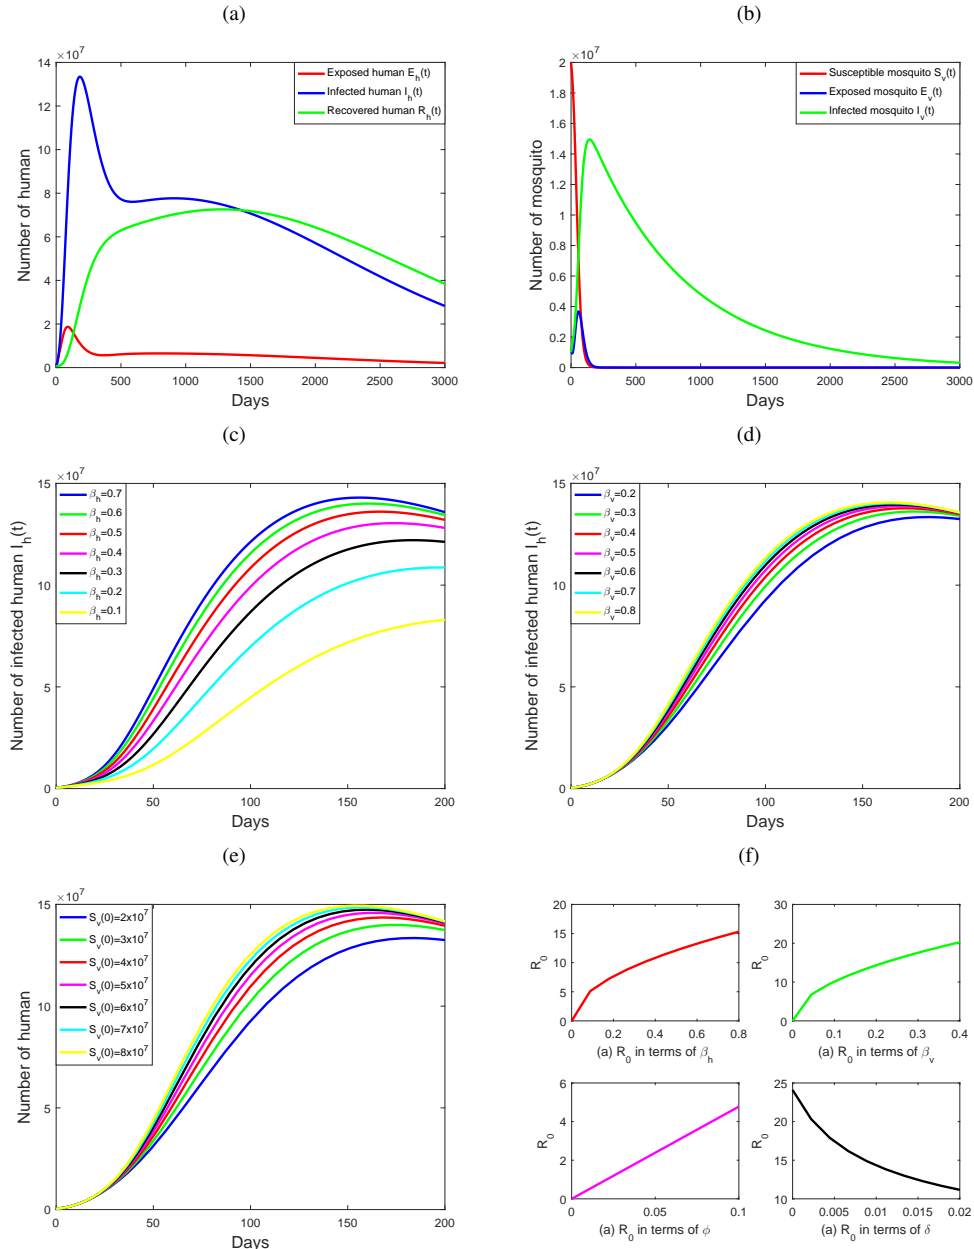 (a)
×10^7
14
12
10
8
6
4
2
0
Number of human
Exposed human E_h(t)
Infected human I_h(t)
Recovered human R_h(t)
0 500 1000 1500 2000 2500 3000
Days
(b)
×10^7
2
1.8
1.6
1.4
1.2
1
0.8
0.6
0.4
0.2
0
Number of mosquito
Susceptible mosquito S_v(t)
Exposed mosquito E_v(t)
Infected mosquito I_v(t)
0 500 1000 1500 2000 2500 3000
Days
(c)
×10^7
15
10
5
0
Number of infected human I_h(t)
β_h=0.7
β_h=0.6
β_h=0.5
β_h=0.4
β_h=0.3
β_h=0.2
β_h=0.1
0 50 100 150 200
Days
(d)
×10^7
15
10
5
0
Number of infected human I_h(t)
β_v=0.2
β_v=0.3
β_v=0.4
β_v=0.5
β_v=0.6
β_v=0.7
β_v=0.8
0 50 100 150 200
Days
(e)
×10^7
15
10
5
0
Number of human
S_v(0)=2x10^7
S_v(0)=3x10^7
S_v(0)=4x10^7
S_v(0)=5x10^7
S_v(0)=6x10^7
S_v(0)=7x10^7
S_v(0)=8x10^7
0 50 100 150 200
Days
(f)
20
15
10
5
0
R_0
0.2 0.4 0.6 0.8
(a) R_0 in terms of β_h
30
20
10
0
R_0
0 0.1 0.2 0.3 0.4
(a) R_0 in terms of β_v
6
4
2
0
R_0
0 0.05 0.1
(a) R_0 in terms of ϕ
25
20
15
10
R_0
0 0.005 0.01 0.015 0.02
(a) R_0 in terms of δ